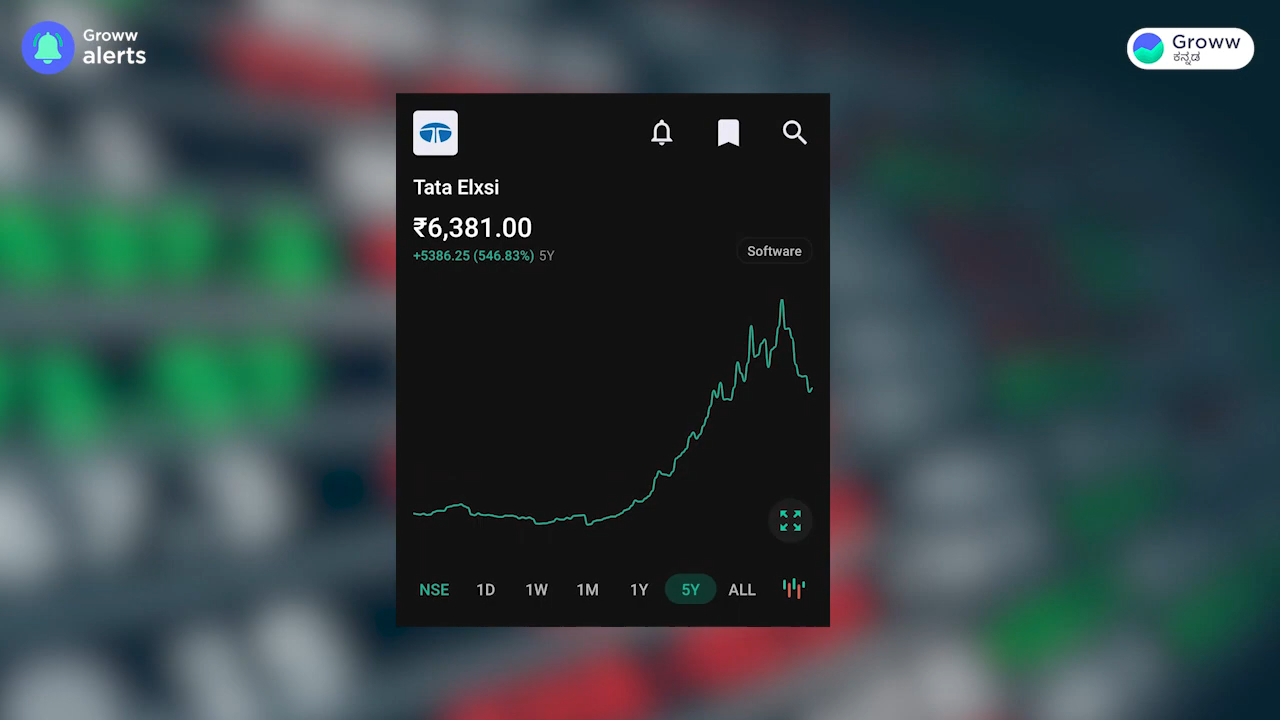 Groww
alerts
Groww
ಕನ್ನಡ
Tata Elxsi
₹6,381.00
+5386.25 (546.83%) 5Y
Software
NSE 1D 1W 1M 1Y 5Y ALL